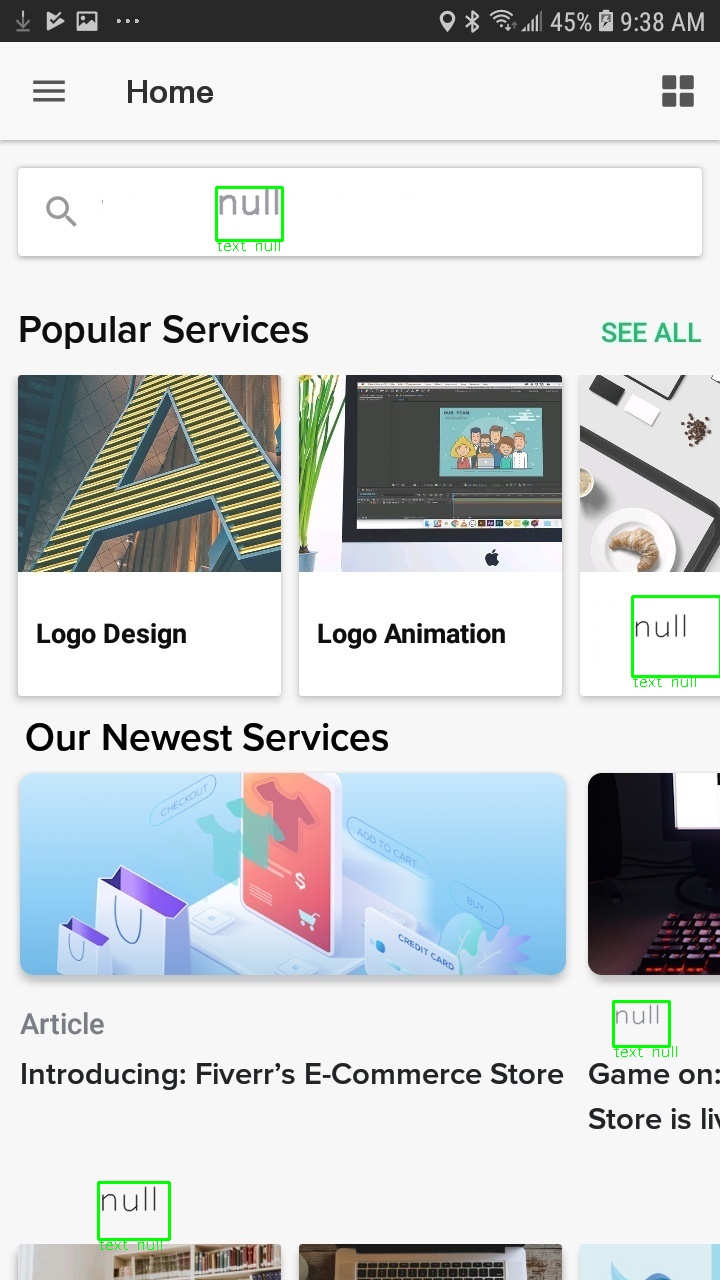 45% 9:38 AM
Home
null
text null
Popular Services
SEE ALL
OUR TEAM
Logo Design
Logo Animation
null
text null
Our Newest Services
CHECKOUT
ADD TO CART
BUY
CREDIT CARD
Article
null
text null
Introducing: Fiverr’s E-Commerce Store
Game on:
Store is liv
null
text null